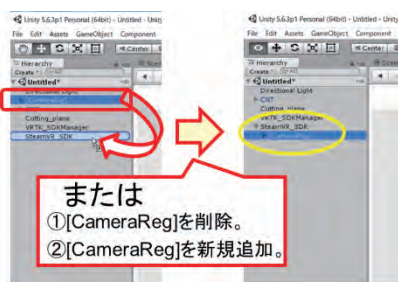 Unity 5.6.3p1 Personal (64bit) - Untitled - Unity
File Edit Assets GameObject Component
Center
Hierarchy
Create
Untitled*
Directional Light
Cutting_plane
VRTK_SDKManager
SteamVR_SDK
または
①[CameraReg]を削除。
②[CameraReg]を新規追加。
Unity 5.6.3p1 Personal (64bit) - Untitled
File Edit Assets GameObject Component
Center
Hierarchy
Create
Untitled*
Directional Light
CNT
Cutting_plane
VRTK_SDKManager
SteamVR_SDK